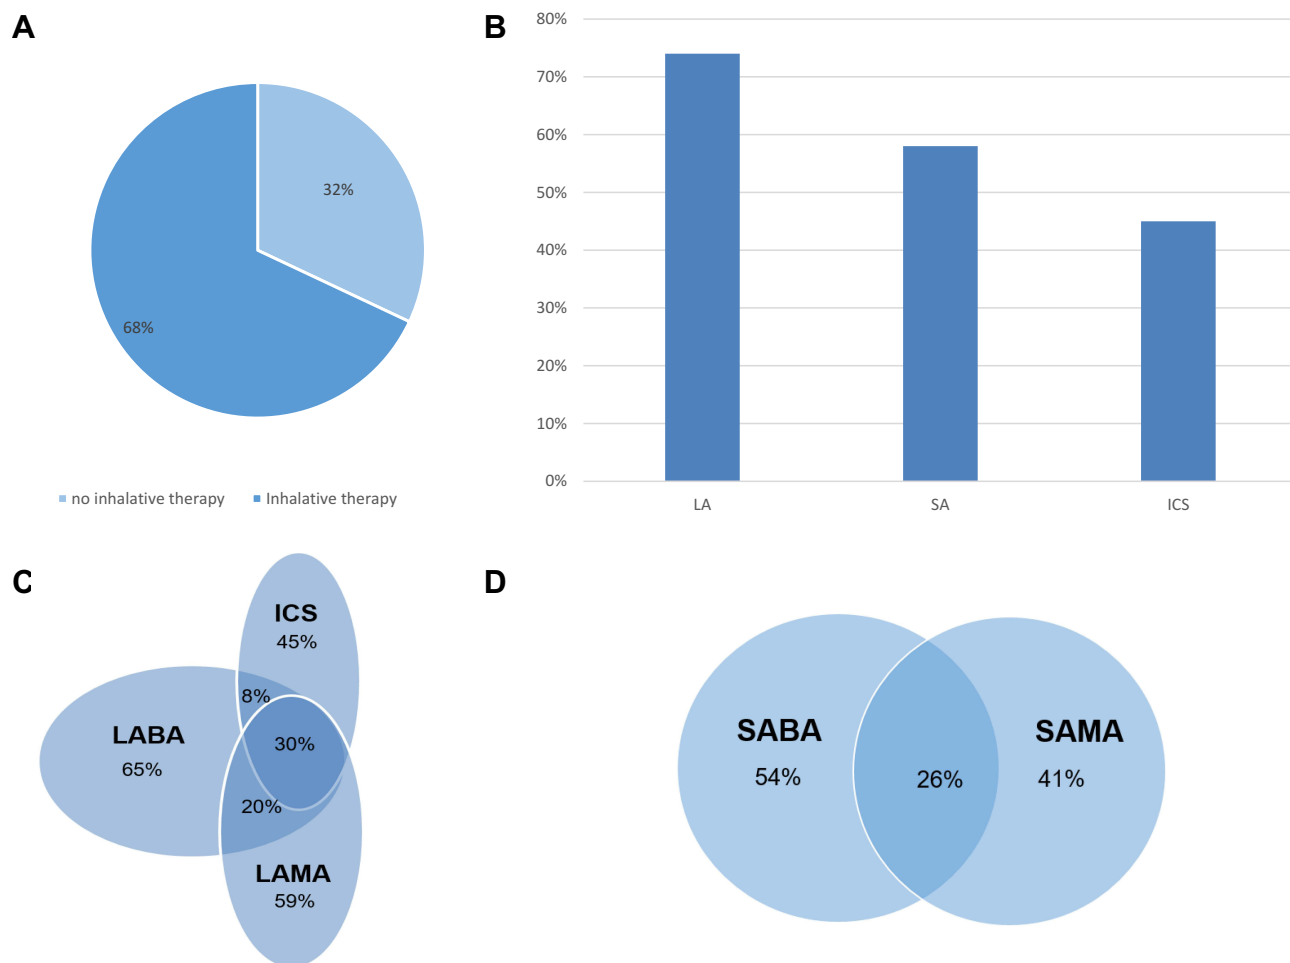 A
32%
68%
no inhalative therapy
Inhalative therapy
B
80%
70%
60%
50%
40%
30%
20%
10%
0%
LA
SA
ICS
C
ICS
45%
8%
LABA
65%
30%
20%
LAMA
59%
D
SABA
54%
26%
SAMA
41%